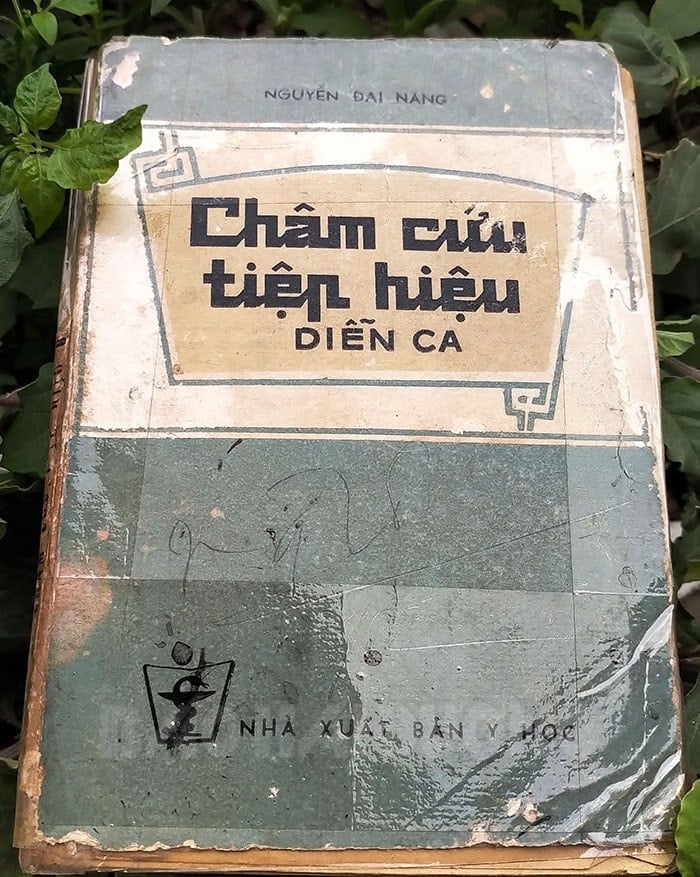 NGUYỄN ĐẠI NĂNG
Châm cứu
tiệp hiệu
DIỄN CA
NHÀ XUẤT BẢN Y HỌC